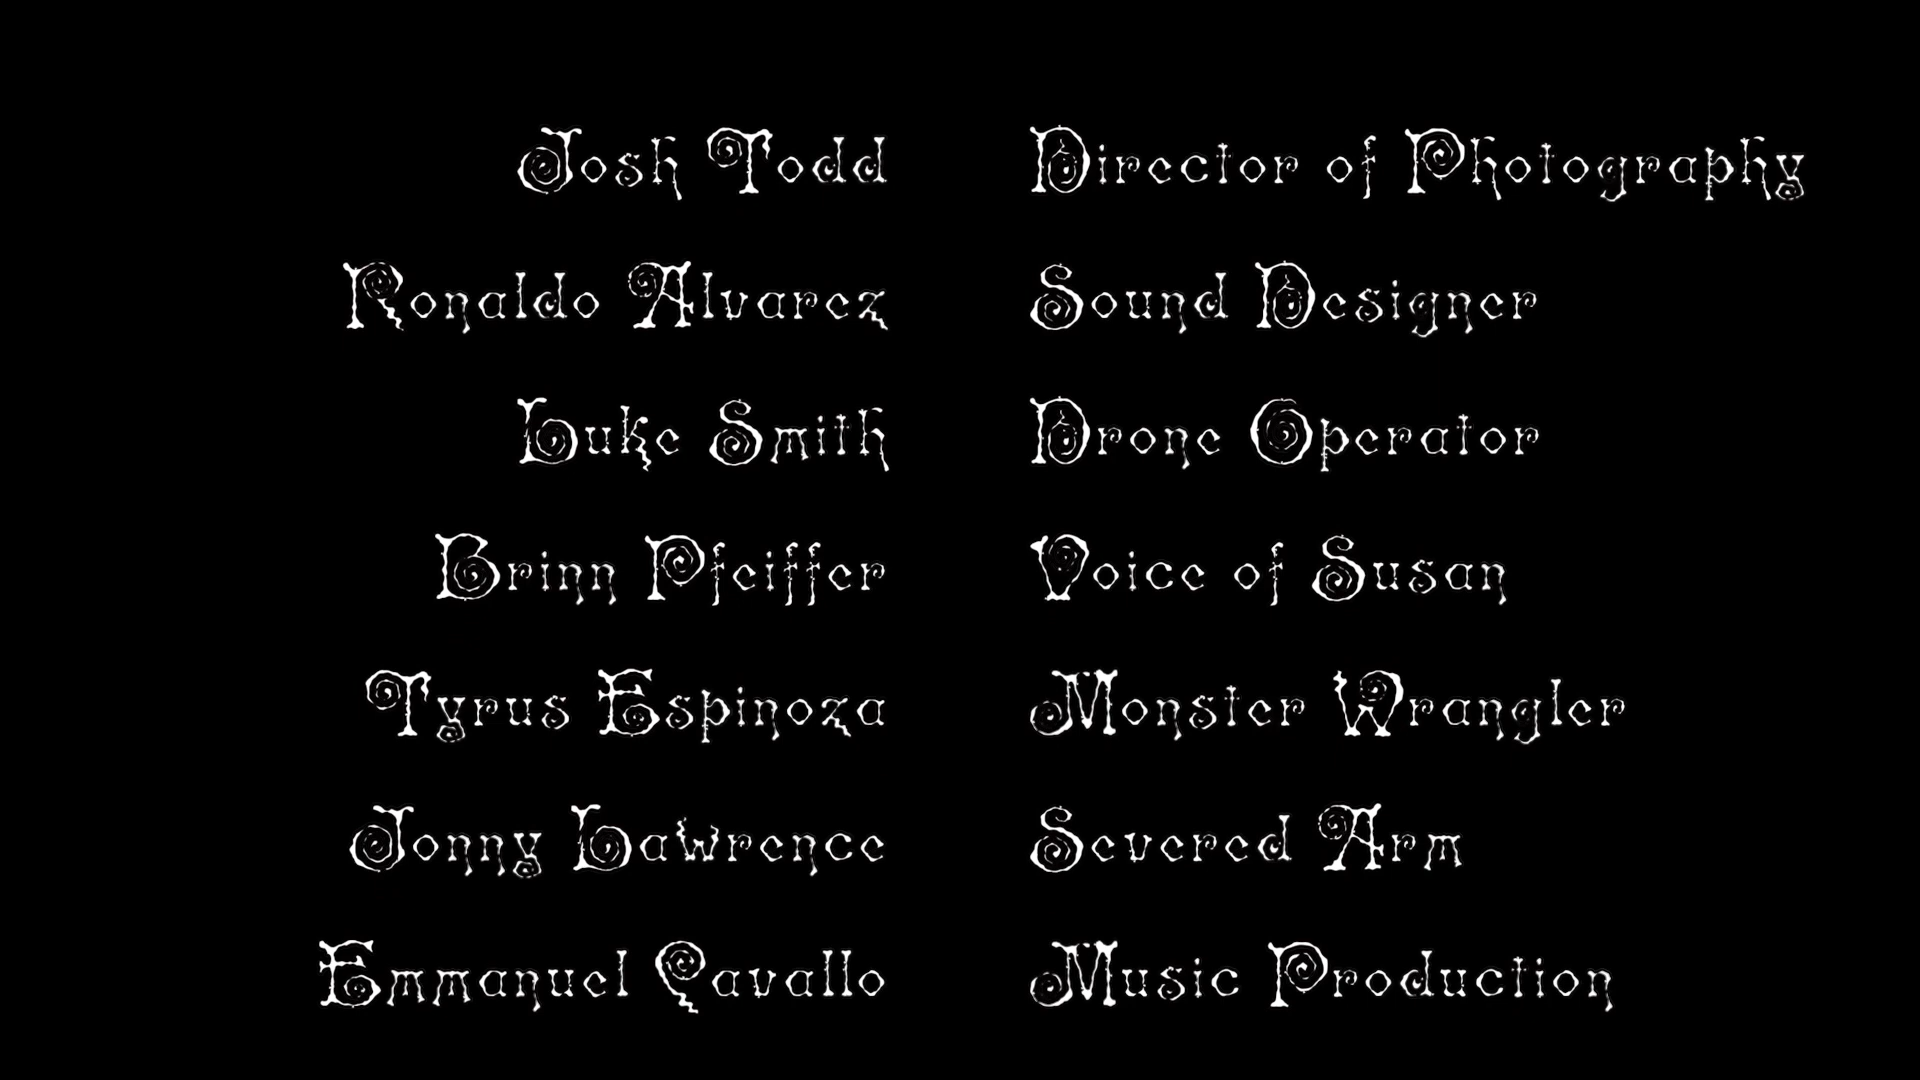 Josh Todd Director of Photography
Ronaldo Alvarez Sound Designer
Luke Smith Drone Operator
Brinn Pfeiffer Voice of Susan
Tyrus Espinoza Monster Wrangler
Jonny Lawrence Severed Arm
Emmanuel Cavallo Music Production